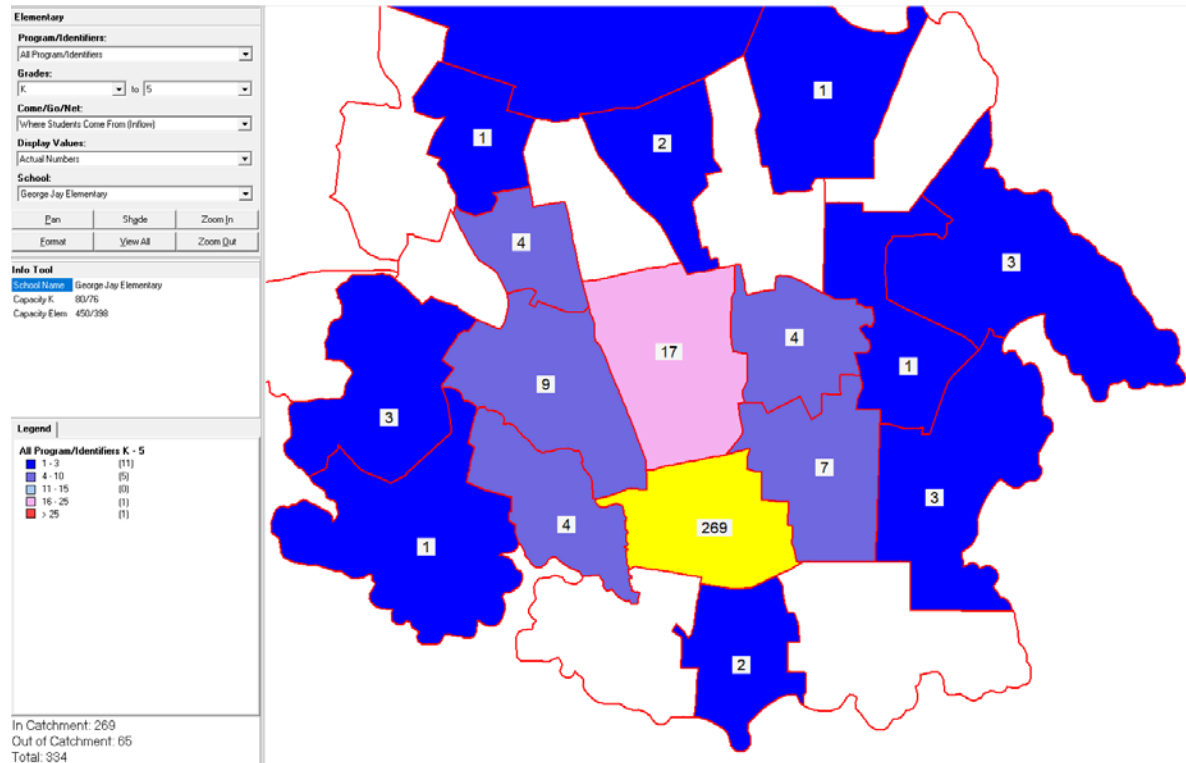 Elementary
Program/Identifiers:
All Program/Identifiers
Grades:
K to 5
Come/Go/Net:
Where Students Come From (Inflow)
Display Values:
Actual Numbers
School:
George Jay Elementary
Pan Shade Zoom In
Format View All Zoom Out
Info Tool
School Name George Jay Elementary
Capacity K 80/76
Capacity Elem 450/398
Legend
All Program/Identifiers K - 5
1 - 3 (11)
4 - 10 (5)
11 - 15 (0)
16 - 25 (1)
> 25 (1)
In Catchment: 269
Out of Catchment: 65
Total: 334
1
1
2
4
3
17
4
1
9
3
7
3
4
269
1
2